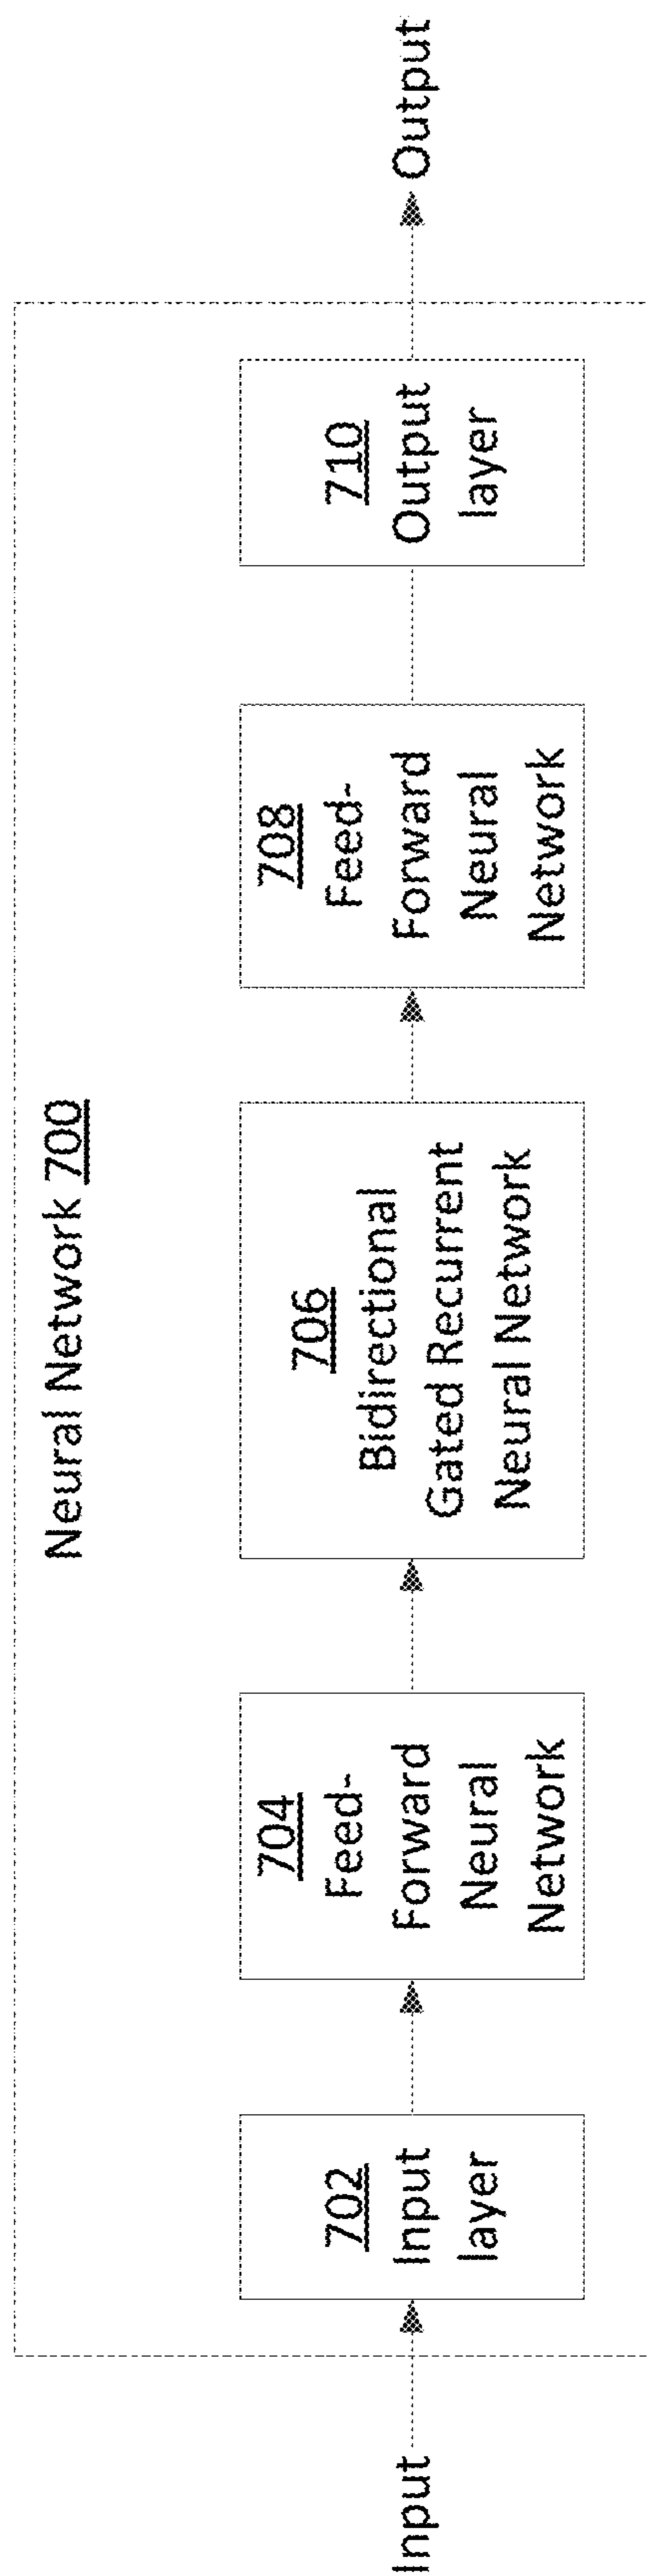 Neural Network 700
Input
702
Input
layer
704
Feed-
Forward
Neural
Network
706
Bidirectional
Gated Recurrent
Neural Network
708
Feed-
Forward
Neural
Network
710
Output
layer
Output